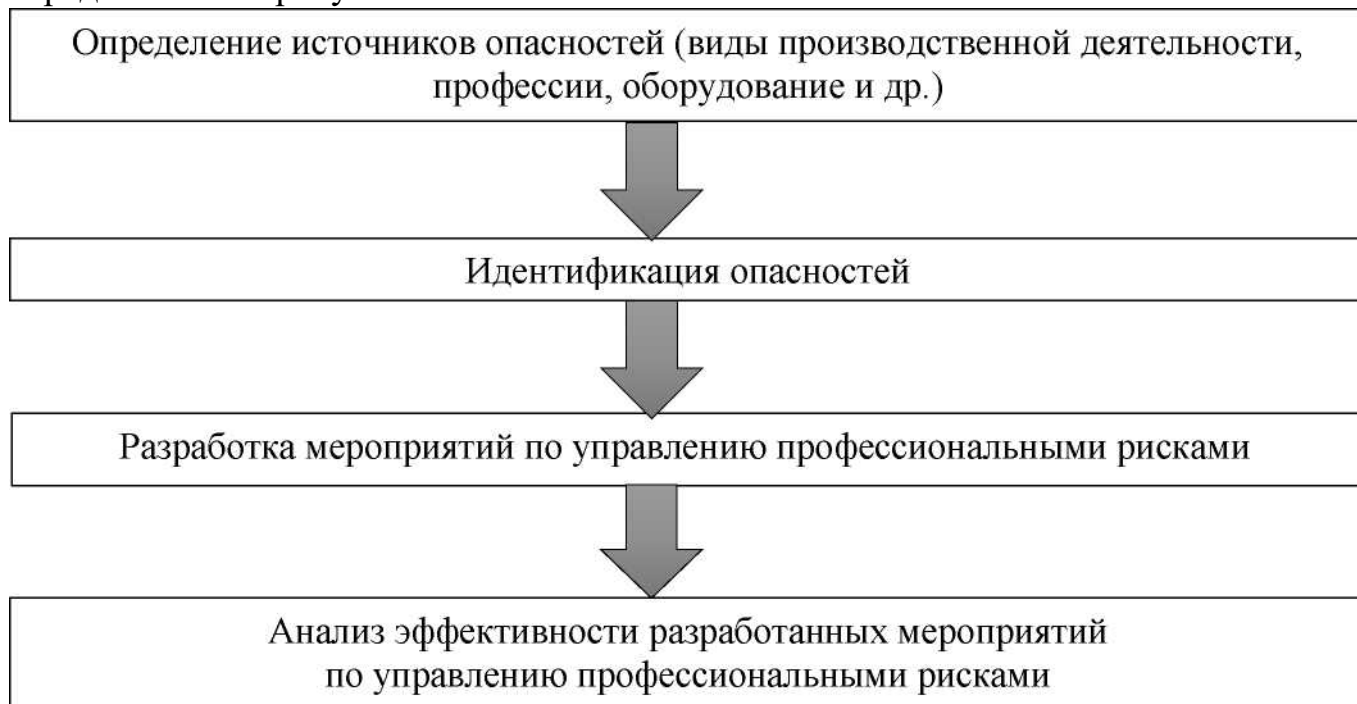 Определение источников опасностей (виды производственной деятельности,
профессии, оборудование и др.)
Идентификация опасностей
Разработка мероприятий по управлению профессиональными рисками
Анализ эффективности разработанных мероприятий
по управлению профессиональными рисками